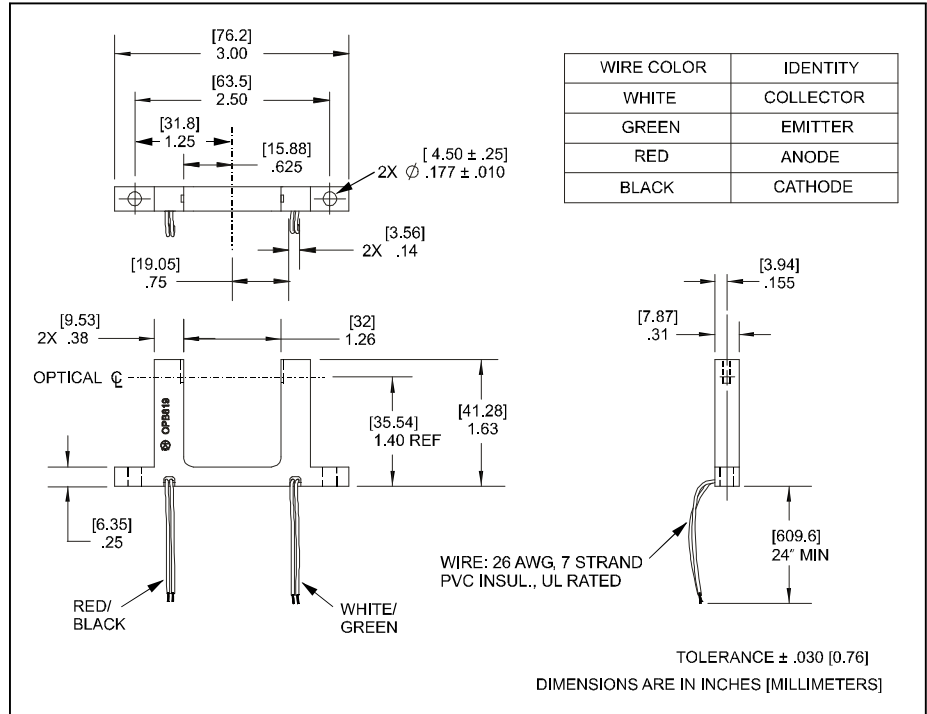 [76.2]
3.00
[63.5]
2.50
[31.8]
1.25
[15.88]
.625
[ 4.50 ± .25]
2X Ø .177 ± .010
[3.56]
2X .14
[19.05]
.75
WIRE COLOR IDENTITY
WHITE COLLECTOR
GREEN EMITTER
RED ANODE
BLACK CATHODE
[9.53]
2X .38
[32]
1.26
OPTICAL ℄
OPB819
[35.54]
1.40 REF
[41.28]
1.63
[6.35]
.25
RED/
BLACK
WHITE/
GREEN
[3.94]
.155
[7.87]
.31
WIRE: 26 AWG, 7 STRAND
PVC INSUL., UL RATED
[609.6]
24″ MIN
TOLERANCE ± .030 [0.76]
DIMENSIONS ARE IN INCHES [MILLIMETERS]